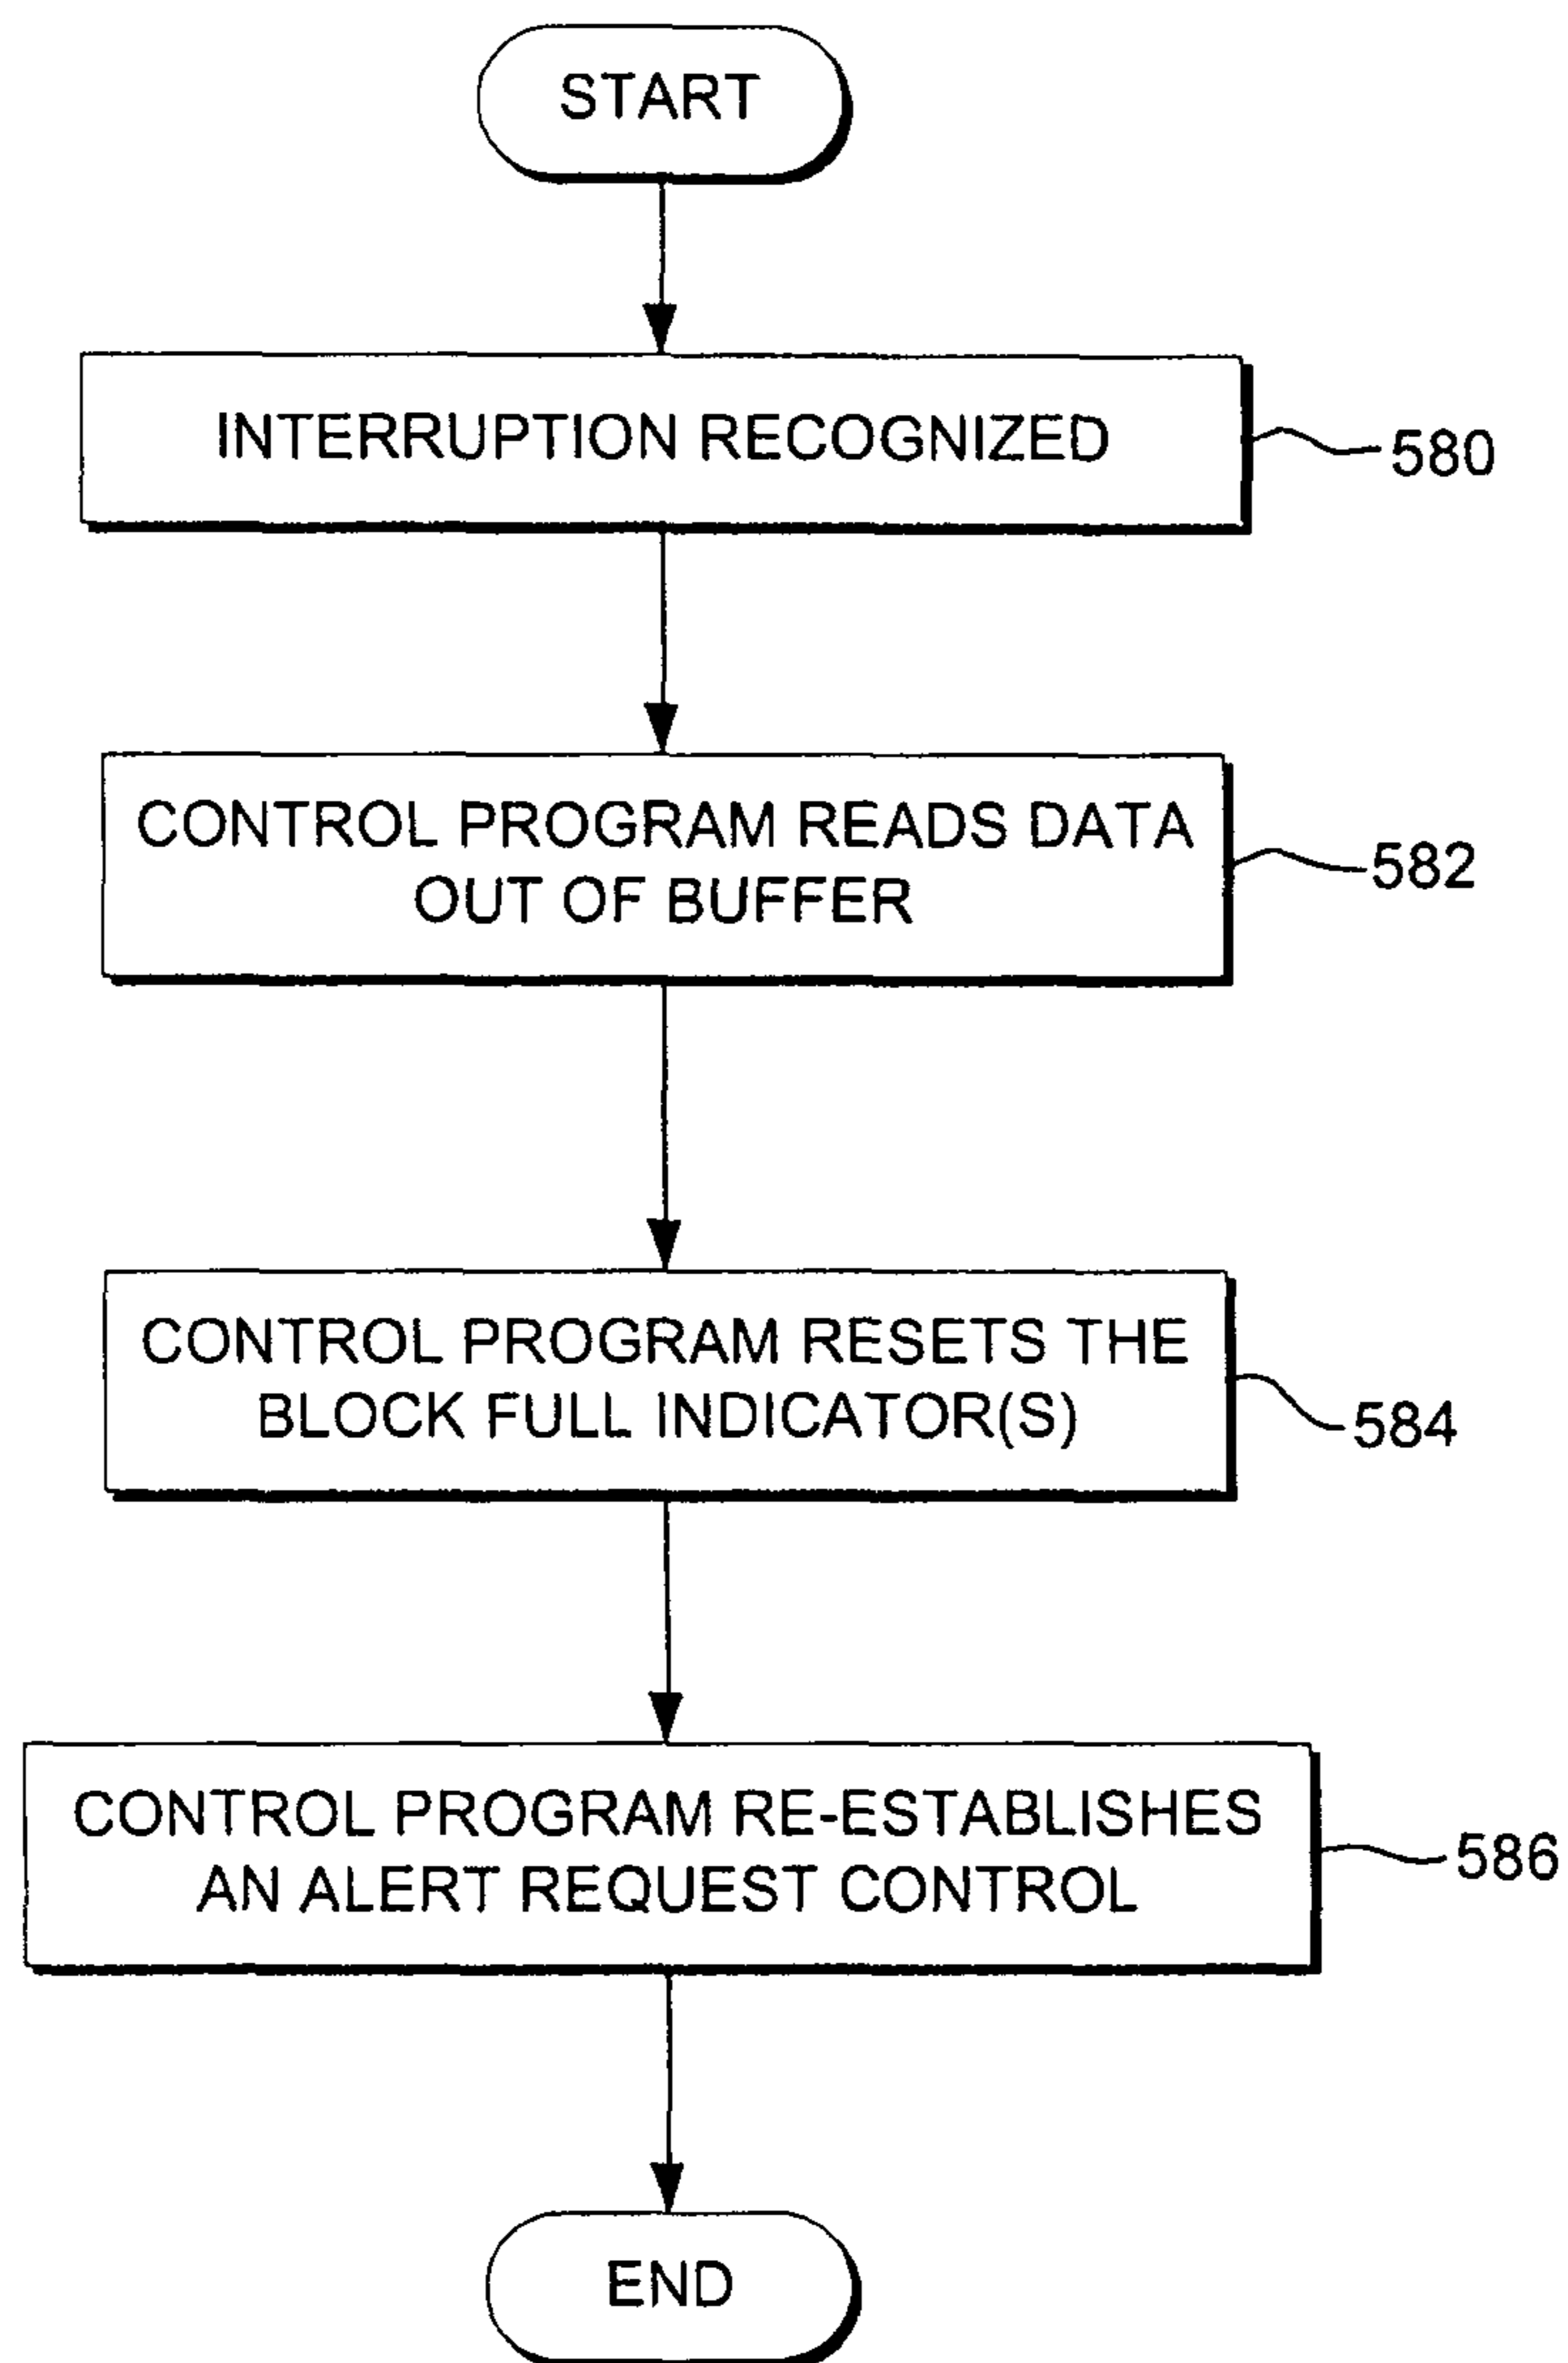 START
INTERRUPTION RECOGNIZED
580
CONTROL PROGRAM READS DATA
OUT OF BUFFER
582
CONTROL PROGRAM RESETS THE
BLOCK FULL INDICATOR(S)
584
CONTROL PROGRAM RE-ESTABLISHES
AN ALERT REQUEST CONTROL
586
END